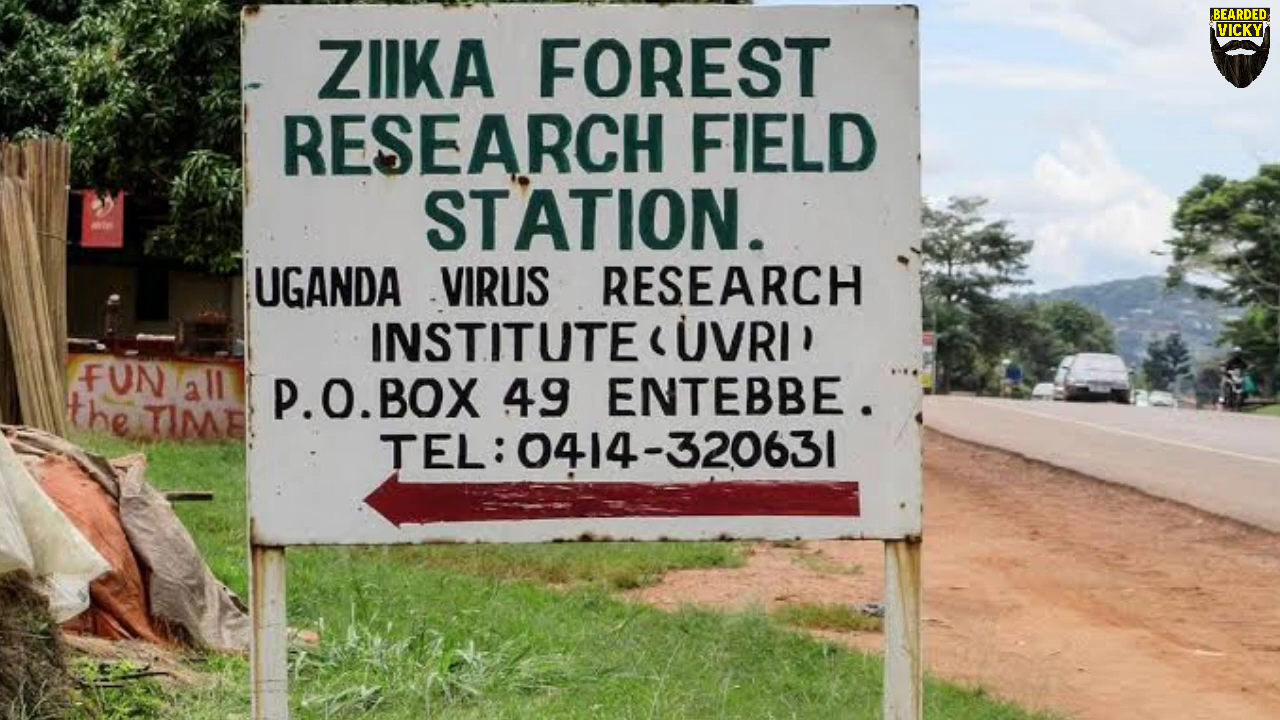 ZIIKA FOREST
RESEARCH FIELD
STATION.
UGANDA VIRUS RESEARCH
INSTITUTE (UVRI)
P.O.BOX 49 ENTEBBE.
TEL: 0414-320631
FUN all
the TIME
airtel
BEARDED
VICKY